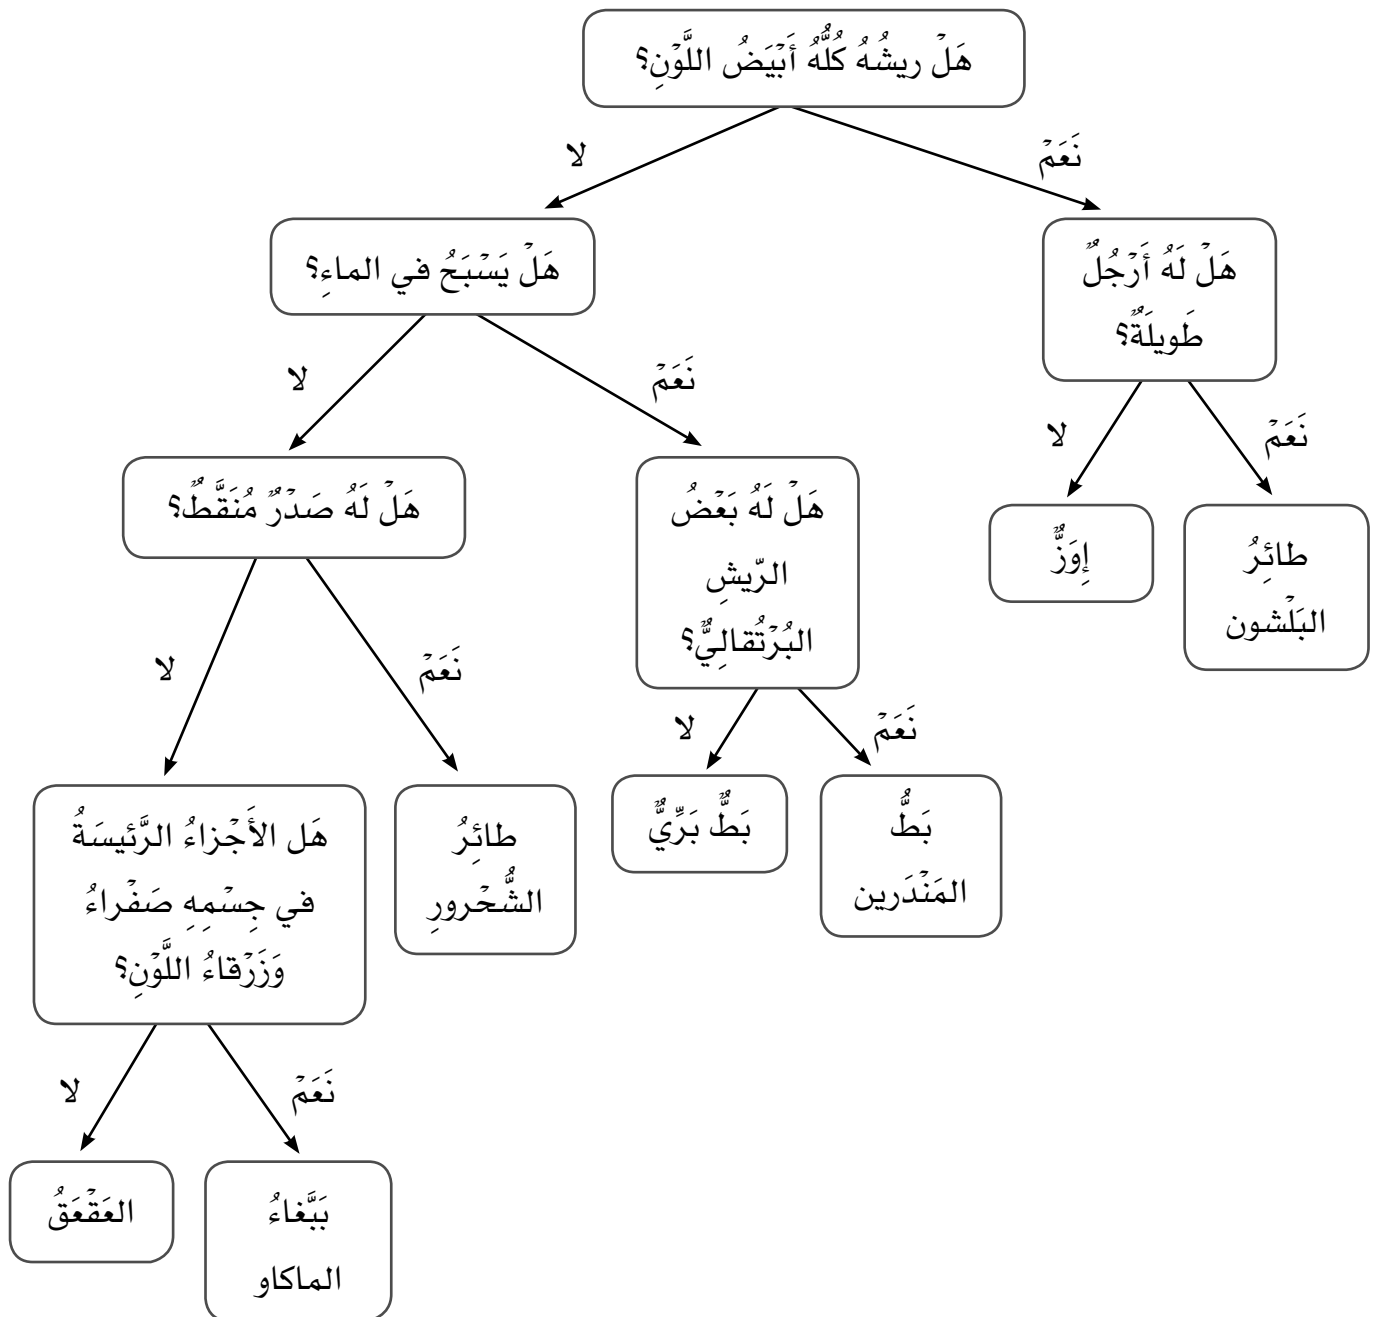 هَلْ ريشُهُ كُلُّهُ أَبْيَضُ اللَّوْنِ؟
نَعَمْ
لا
هَلْ لَهُ أَرْجُلٌ
طَويلَةٌ؟
هَلْ يَسْبَحُ في الماءِ؟
نَعَمْ
لا
نَعَمْ
لا
طائِرُ
البَلْشون
إِوَزٌّ
هَلْ لَهُ بَعْضُ
الرّيشِ
البُرْتُقالِيٌّ؟
هَلْ لَهُ صَدْرٌ مُنَقَّطٌ؟
نَعَمْ
لا
نَعَمْ
لا
بَطُّ
المَنْدَرين
بَطٌّ بَرِّيٌّ
طائِرُ
الشُّحْرورِ
هَل الأَجْزاءُ الرَّئيسَةُ
في جِسْمِهِ صَفْراءُ
وَزَرْقاءُ اللَّوْنِ؟
نَعَمْ
لا
بَبَّغاءُ
الماكاو
العَقْعَقُ